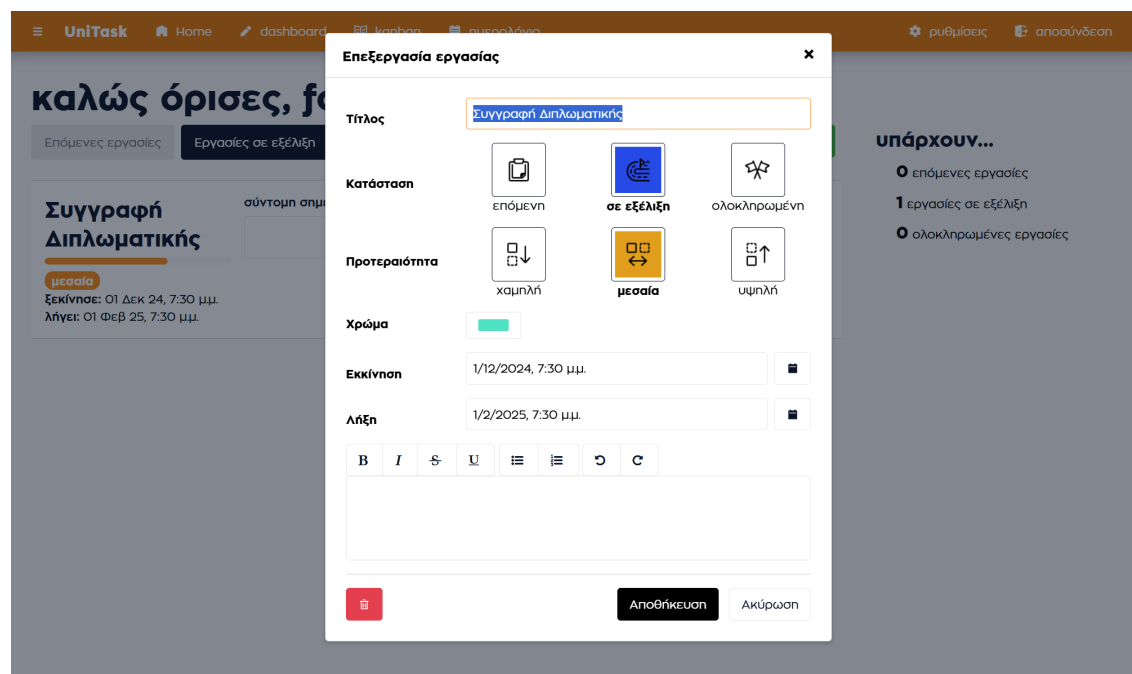 UniTask Home dashboard kanban ημερολόγιο ρυθμίσεις αποσύνδεση
καλώς όρισες,
Επόμενες εργασίες Εργασίες σε εξέλιξη
Συγγραφή
Διπλωματικής
σύντομη
μεσαία
ξεκίνησε: 01 Δεκ 24, 7:30 μ.μ.
λήγει: 01 Φεβ 25, 7:30 μ.μ.
Επεξεργασία εργασίας
Τίτλος
Συγγραφή Διπλωματικής
Κατάσταση
επόμενη σε εξέλιξη ολοκληρωμένη
Προτεραιότητα
χαμηλή μεσαία υψηλή
Χρώμα
Εκκίνηση
1/12/2024, 7:30 μ.μ.
Λήξη
1/2/2025, 7:30 μ.μ.
B I S U
Αποθήκευση Ακύρωση
υπάρχουν...
0 επόμενες εργασίες
1 εργασίες σε εξέλιξη
0 ολοκληρωμένες εργασίες